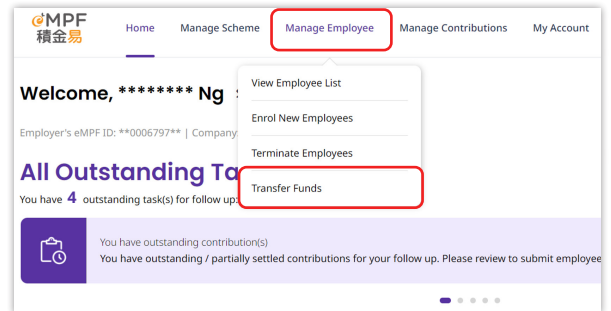 eMPF
積金易
Home Manage Scheme Manage Employee Manage Contributions My Account
Welcome, ******** Ng
View Employee List
Employer's eMPF ID: **0006797** | Company
Enrol New Employees
Terminate Employees
All Outstanding Ta
Transfer Funds
You have 4 outstanding task(s) for follow up:
You have outstanding contribution(s)
You have outstanding / partially settled contributions for your follow up. Please review to submit employee